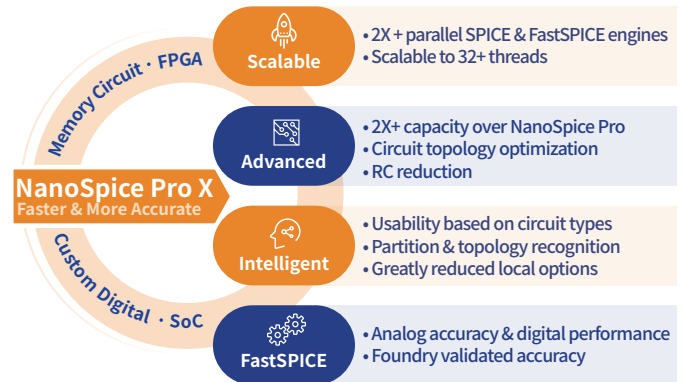 Memory Circuit · FPGA
NanoSpice Pro X
Faster & More Accurate
Custom Digital · SoC
Scalable
• 2X + parallel SPICE & FastSPICE engines
• Scalable to 32+ threads
Advanced
• 2X+ capacity over NanoSpice Pro
• Circuit topology optimization
• RC reduction
Intelligent
• Usability based on circuit types
• Partition & topology recognition
• Greatly reduced local options
FastSPICE
• Analog accuracy & digital performance
• Foundry validated accuracy